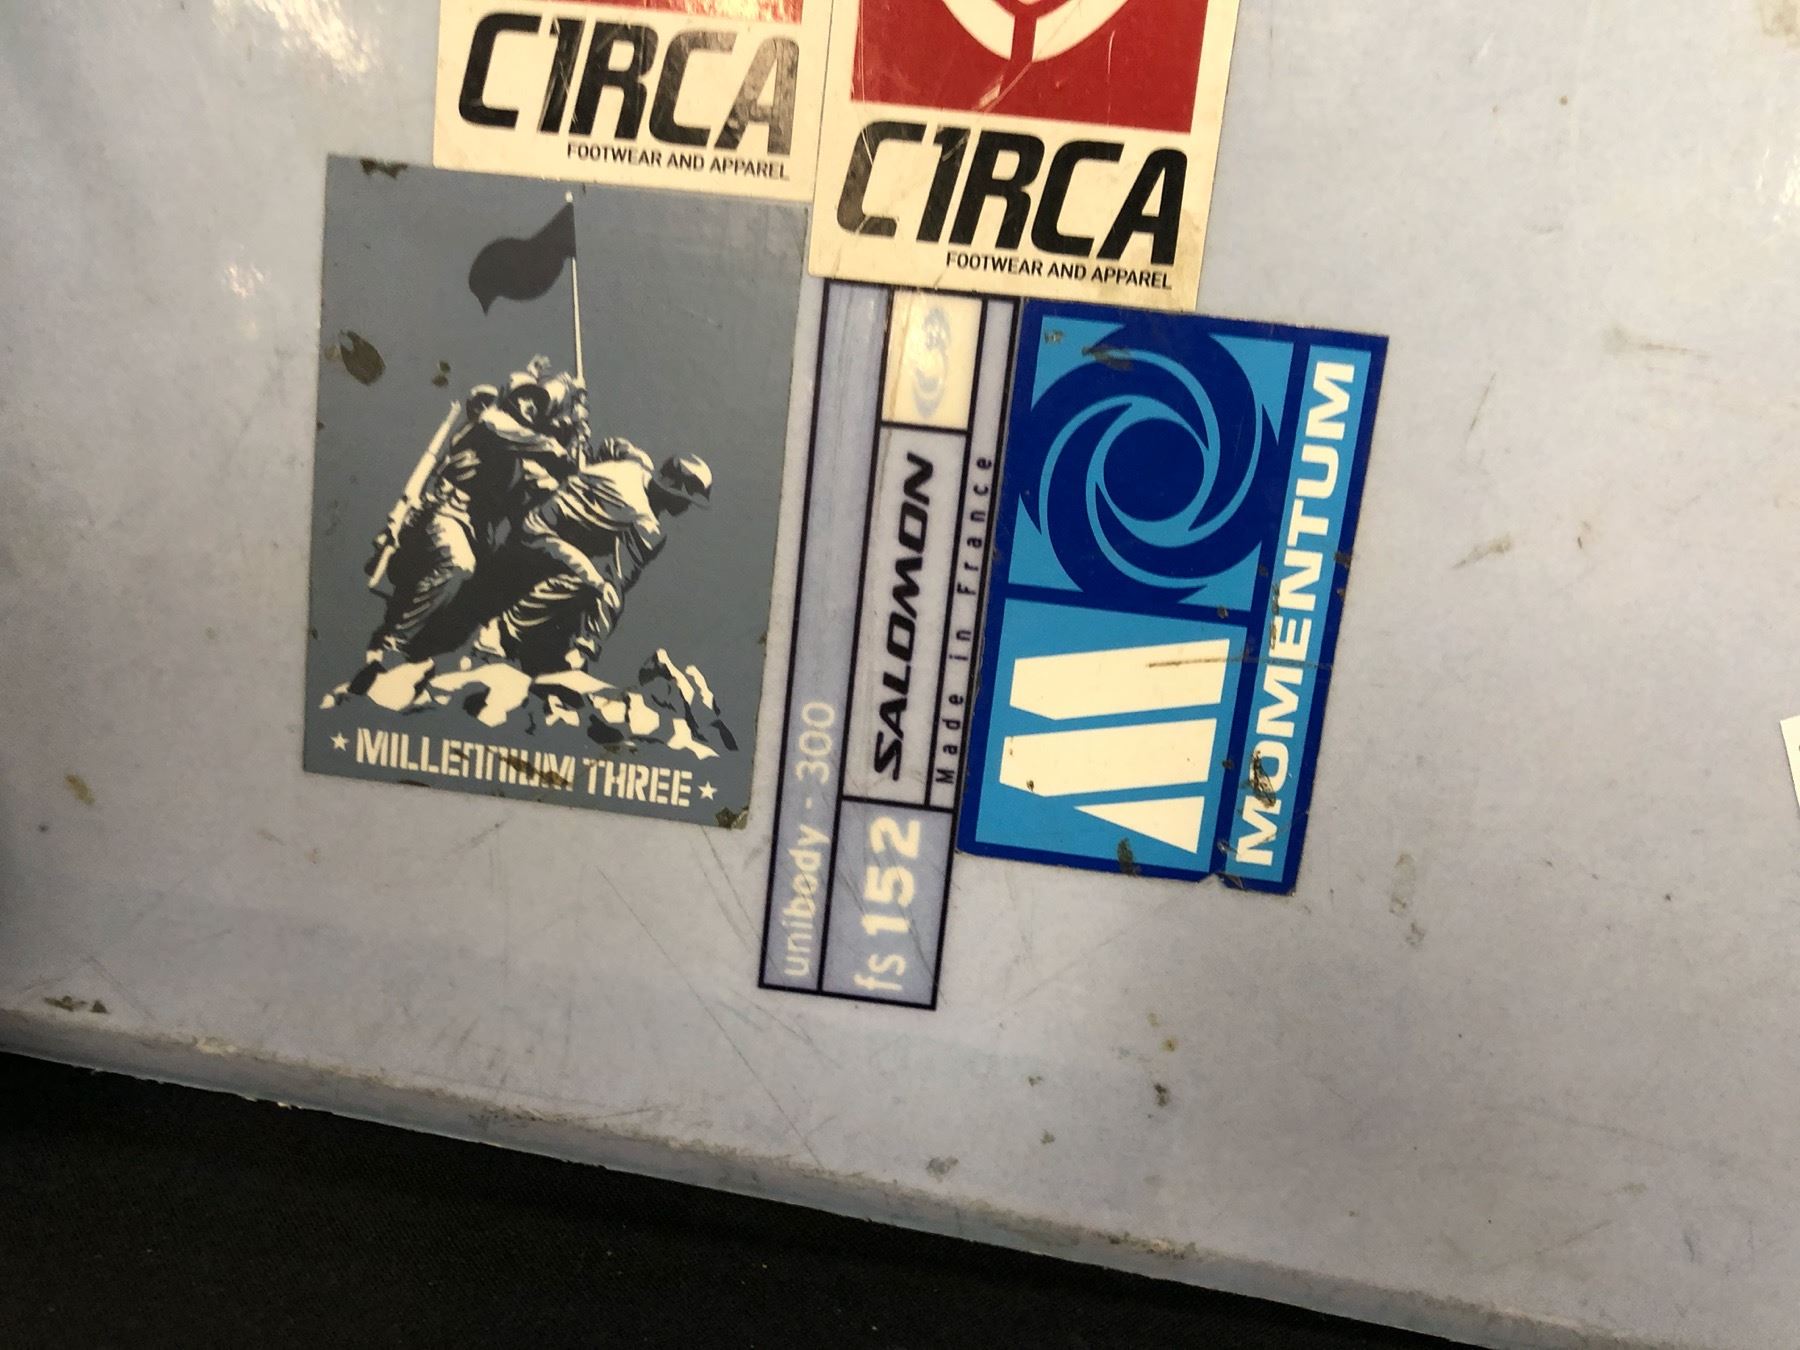 C1RCA
FOOTWEAR AND APPAREL
C1RCA
FOOTWEAR AND APPAREL
★ MILLENNIUM THREE ★
unibody - 300
fs 152
SALOMON
Made in France
MOMENTUM